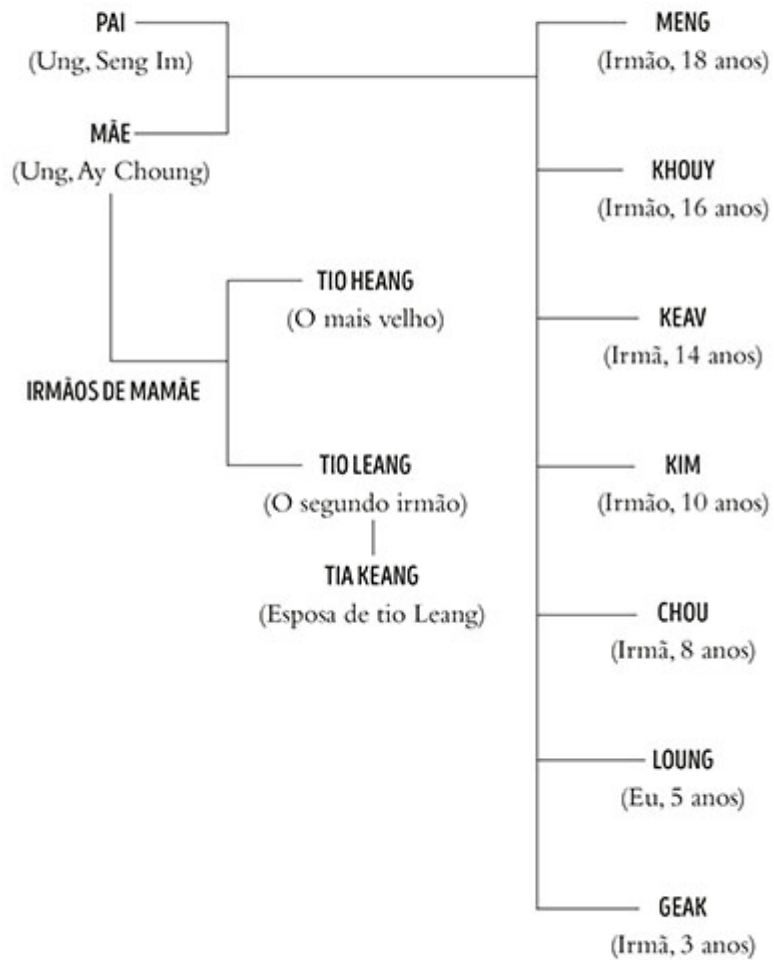 PAI
(Ung, Seng Im)
MÃE
(Ung, Ay Choung)
IRMÃOS DE MAMÃE
TIO HEANG
(O mais velho)
TIO LEANG
(O segundo irmão)
TIA KEANG
(Esposa de tio Leang)
MENG
(Irmão, 18 anos)
KHOUY
(Irmão, 16 anos)
KEAV
(Irmã, 14 anos)
KIM
(Irmão, 10 anos)
CHOU
(Irmã, 8 anos)
LOUNG
(Eu, 5 anos)
GEAK
(Irmã, 3 anos)